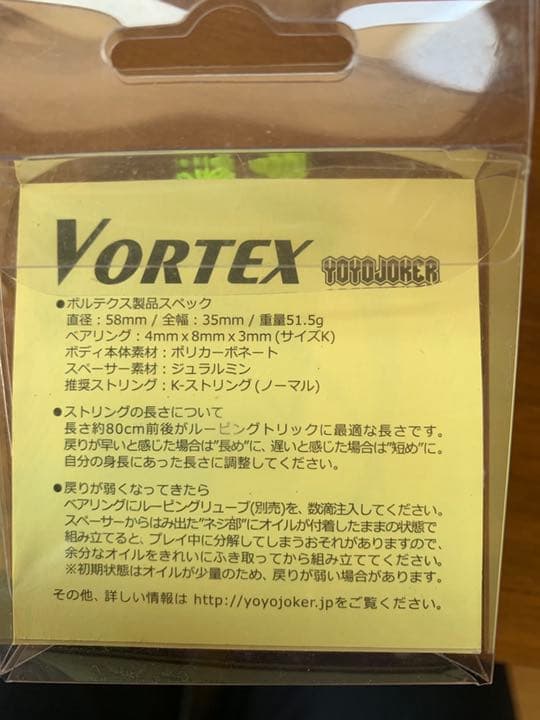 VORTEX YOYOJOKER
●ボルテクス製品スペック
直径：58mm / 全幅：35mm / 重量51.5g
ベアリング：4mm x 8mm x 3mm (サイズK)
ボディ本体素材：ポリカーボネート
スペーサー素材：ジュラルミン
推奨ストリング：K-ストリング (ノーマル)
●ストリングの長さについて
長さ約80cm前後がルーピングトリックに最適な長さです。
戻りが早いと感じた場合は"長め"に、遅いと感じた場合は"短め"に。
自分の身長にあった長さに調整してください。
●戻りが弱くなってきたら
ベアリングにルーピングリューブ(別売)を、数滴注入してください。
スペーサーからはみ出た"ネジ部"にオイルが付着したままの状態で
組み立てると、プレイ中に分解してしまうおそれがありますので、
余分なオイルをきれいにふき取ってから組み立ててください。
※初期状態はオイルが少量のため、戻りが弱い場合があります。
その他、詳しい情報は http://yoyojoker.jpをご覧ください。